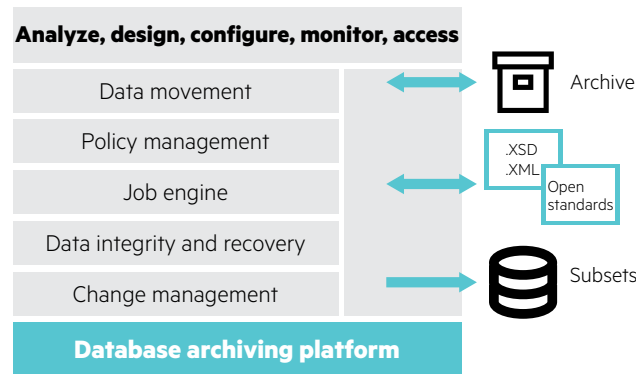 Analyze, design, configure, monitor, access
Data movement
Policy management
Job engine
Data integrity and recovery
Change management
Database archiving platform
Archive
.XSD
.XML
Open
standards
Subsets